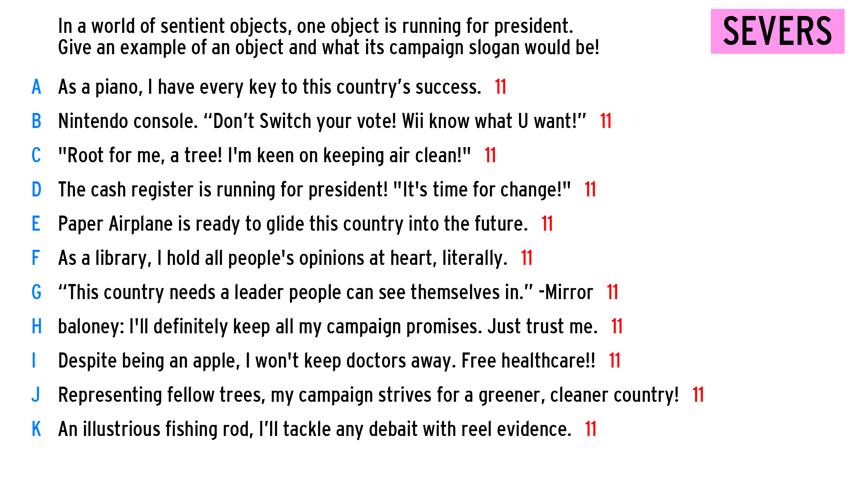 In a world of sentient objects, one object is running for president.
Give an example of an object and what its campaign slogan would be!
SEVERS
A As a piano, I have every key to this country's success. 11
B Nintendo console. “Don't Switch your vote! Wii know what U want!” 11
C "Root for me, a tree! I'm keen on keeping air clean!" 11
D The cash register is running for president! "It's time for change!" 11
E Paper Airplane is ready to glide this country into the future. 11
F As a library, I hold all people's opinions at heart, literally. 11
G “This country needs a leader people can see themselves in.” -Mirror 11
H baloney: I'll definitely keep all my campaign promises. Just trust me. 11
I Despite being an apple, I won't keep doctors away. Free healthcare!! 11
J Representing fellow trees, my campaign strives for a greener, cleaner country! 11
K An illustrious fishing rod, I’ll tackle any debait with reel evidence. 11